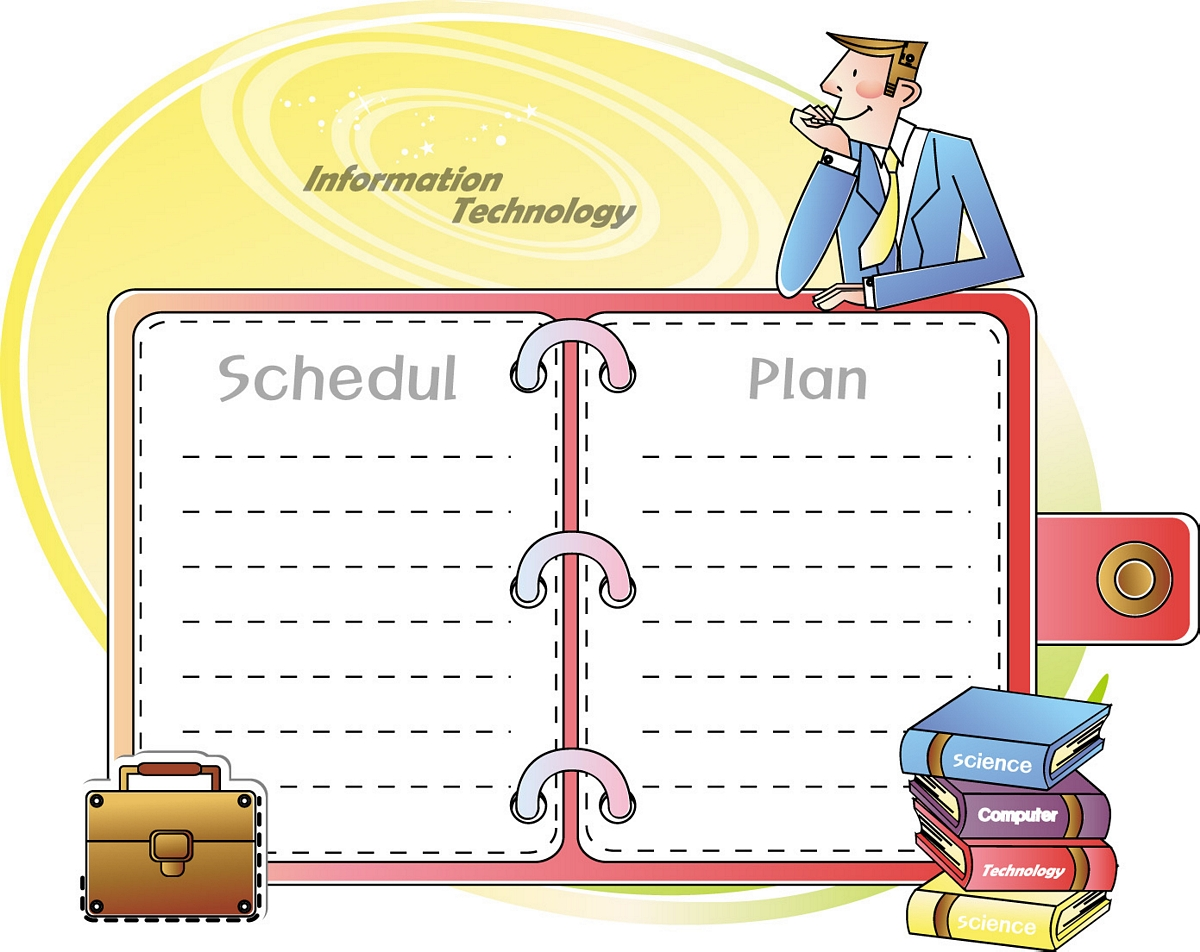 Information
Technology
Schedul
Plan
science
Computer
Technology
science